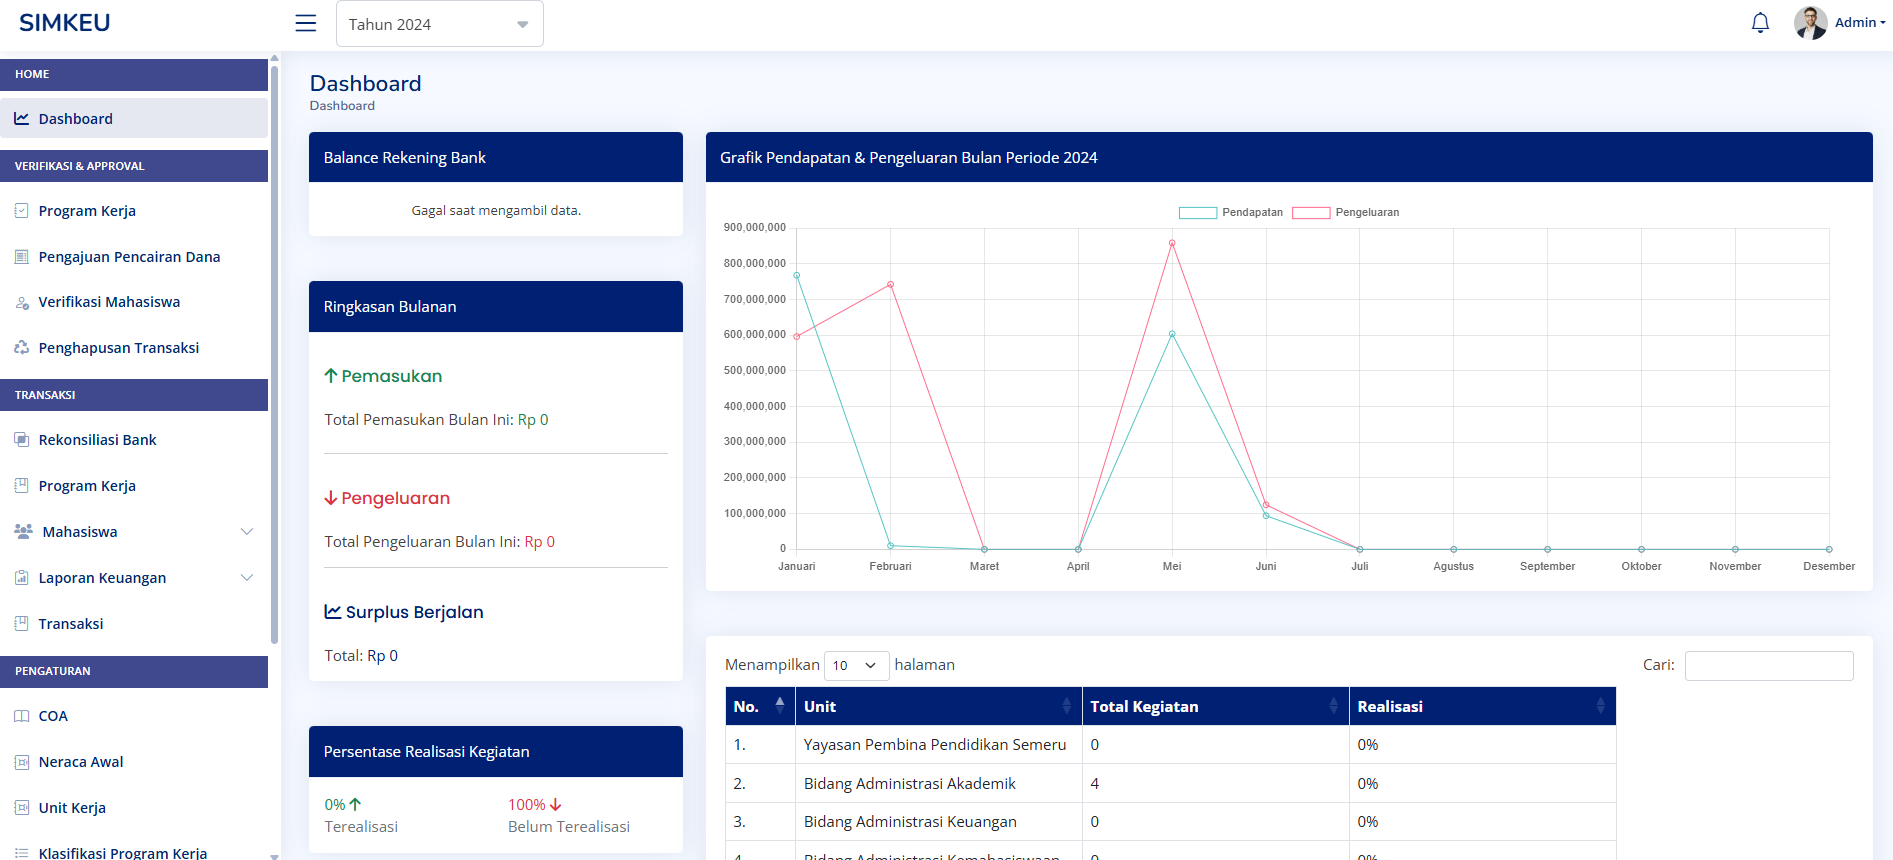 SIMKEU
Tahun 2024
Admin
HOME
Dashboard
VERIFIKASI & APPROVAL
Program Kerja
Pengajuan Pencairan Dana
Verifikasi Mahasiswa
Penghapusan Transaksi
TRANSAKSI
Rekonsiliasi Bank
Program Kerja
Mahasiswa
Laporan Keuangan
Transaksi
PENGATURAN
COA
Neraca Awal
Unit Kerja
Klasifikasi Program Kerja
Dashboard
Dashboard
Balance Rekening Bank
Gagal saat mengambil data.
Ringkasan Bulanan
Pemasukan
Total Pemasukan Bulan Ini: Rp 0
Pengeluaran
Total Pengeluaran Bulan Ini: Rp 0
Surplus Berjalan
Total: Rp 0
Persentase Realisasi Kegiatan
0% 100%
Terealisasi Belum Terealisasi
Grafik Pendapatan & Pengeluaran Bulan Periode 2024
Pendapatan Pengeluaran
900,000,000
800,000,000
700,000,000
600,000,000
500,000,000
400,000,000
300,000,000
200,000,000
100,000,000
0
Januari Februari Maret April Mei Juni Juli Agustus September Oktober November Desember
Menampilkan 10 halaman Cari:
No. Unit Total Kegiatan Realisasi
1. Yayasan Pembina Pendidikan Semeru 0 0%
2. Bidang Administrasi Akademik 4 0%
3. Bidang Administrasi Keuangan 0 0%
4. Bidang Administrasi Kemahasiswaan 0 0%